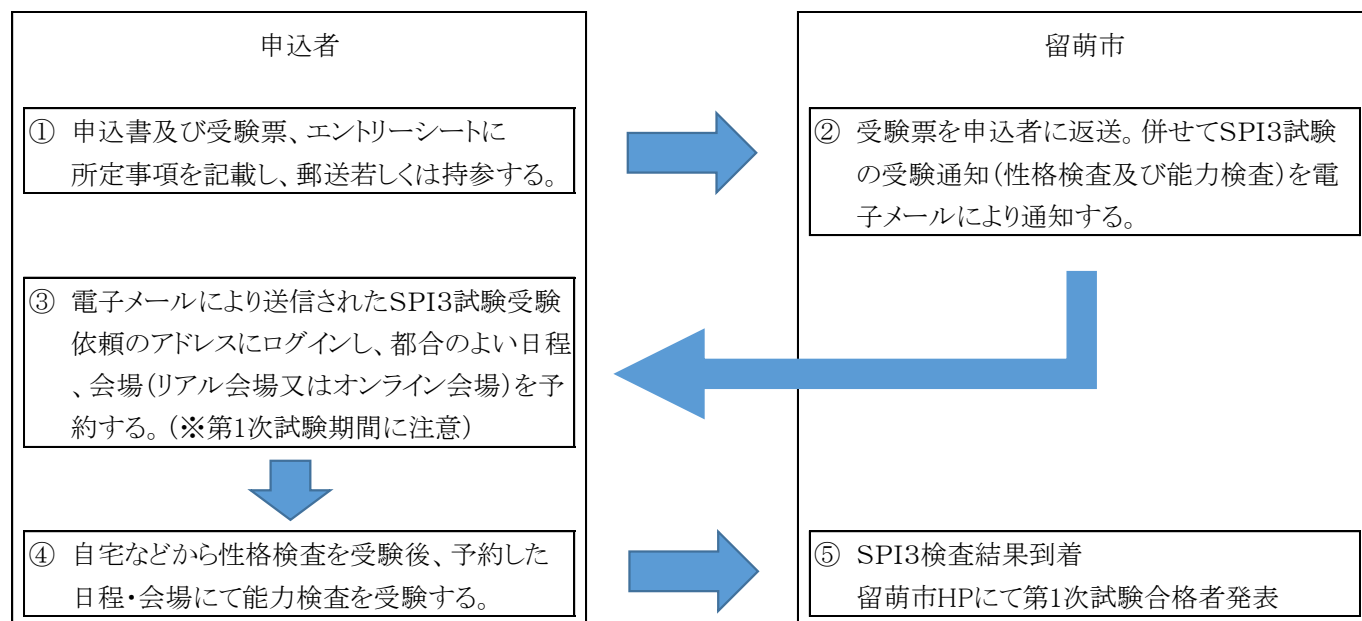 申込者
留萌市
① 申込書及び受験票、エントリーシートに
所定事項を記載し、郵送若しくは持参する。
② 受験票を申込者に返送。併せてSPI3試験
の受験通知(性格検査及び能力検査)を電
子メールにより通知する。
③ 電子メールにより送信されたSPI3試験受験
依頼のアドレスにログインし、都合のよい日程
、会場(リアル会場又はオンライン会場)を予
約する。(※第1次試験期間に注意)
④ 自宅などから性格検査を受験後、予約した
日程・会場にて能力検査を受験する。
⑤ SPI3検査結果到着
留萌市HPにて第1次試験合格者発表